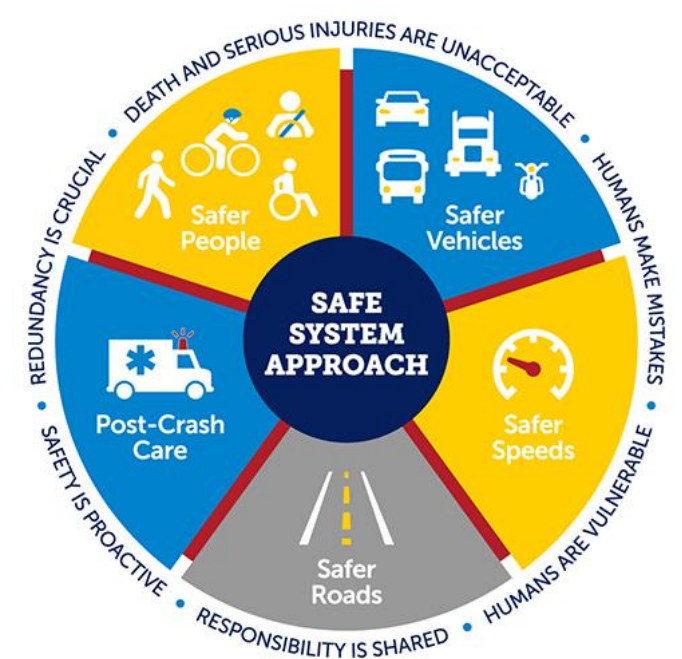 DEATH AND SERIOUS INJURIES ARE UNACCEPTABLE
HUMANS MAKE MISTAKES
HUMANS ARE VULNERABLE
RESPONSIBILITY IS SHARED
SAFETY IS PROACTIVE
REDUNDANCY IS CRUCIAL
Safer
People
Safer
Vehicles
SAFE
SYSTEM
APPROACH
Safer
Speeds
Post-Crash
Care
Safer
Roads